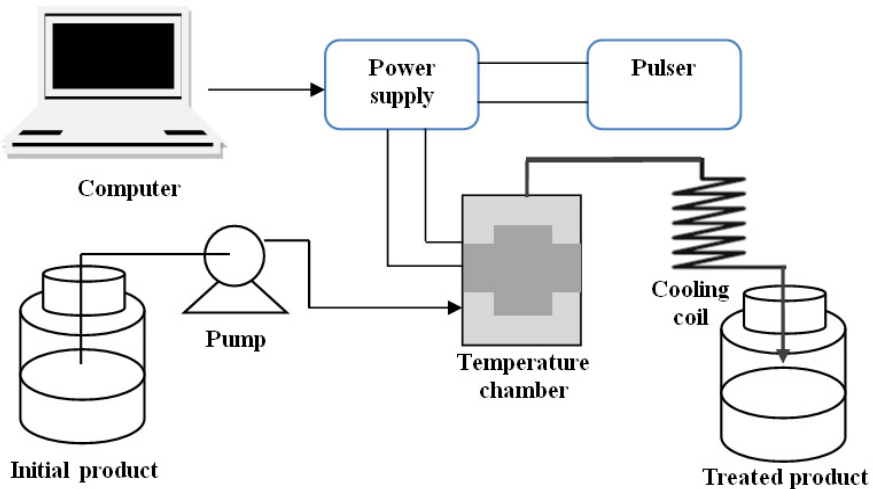 Power
supply
Pulser
Computer
Pump
Cooling
coil
Temperature
chamber
Initial product
Treated product